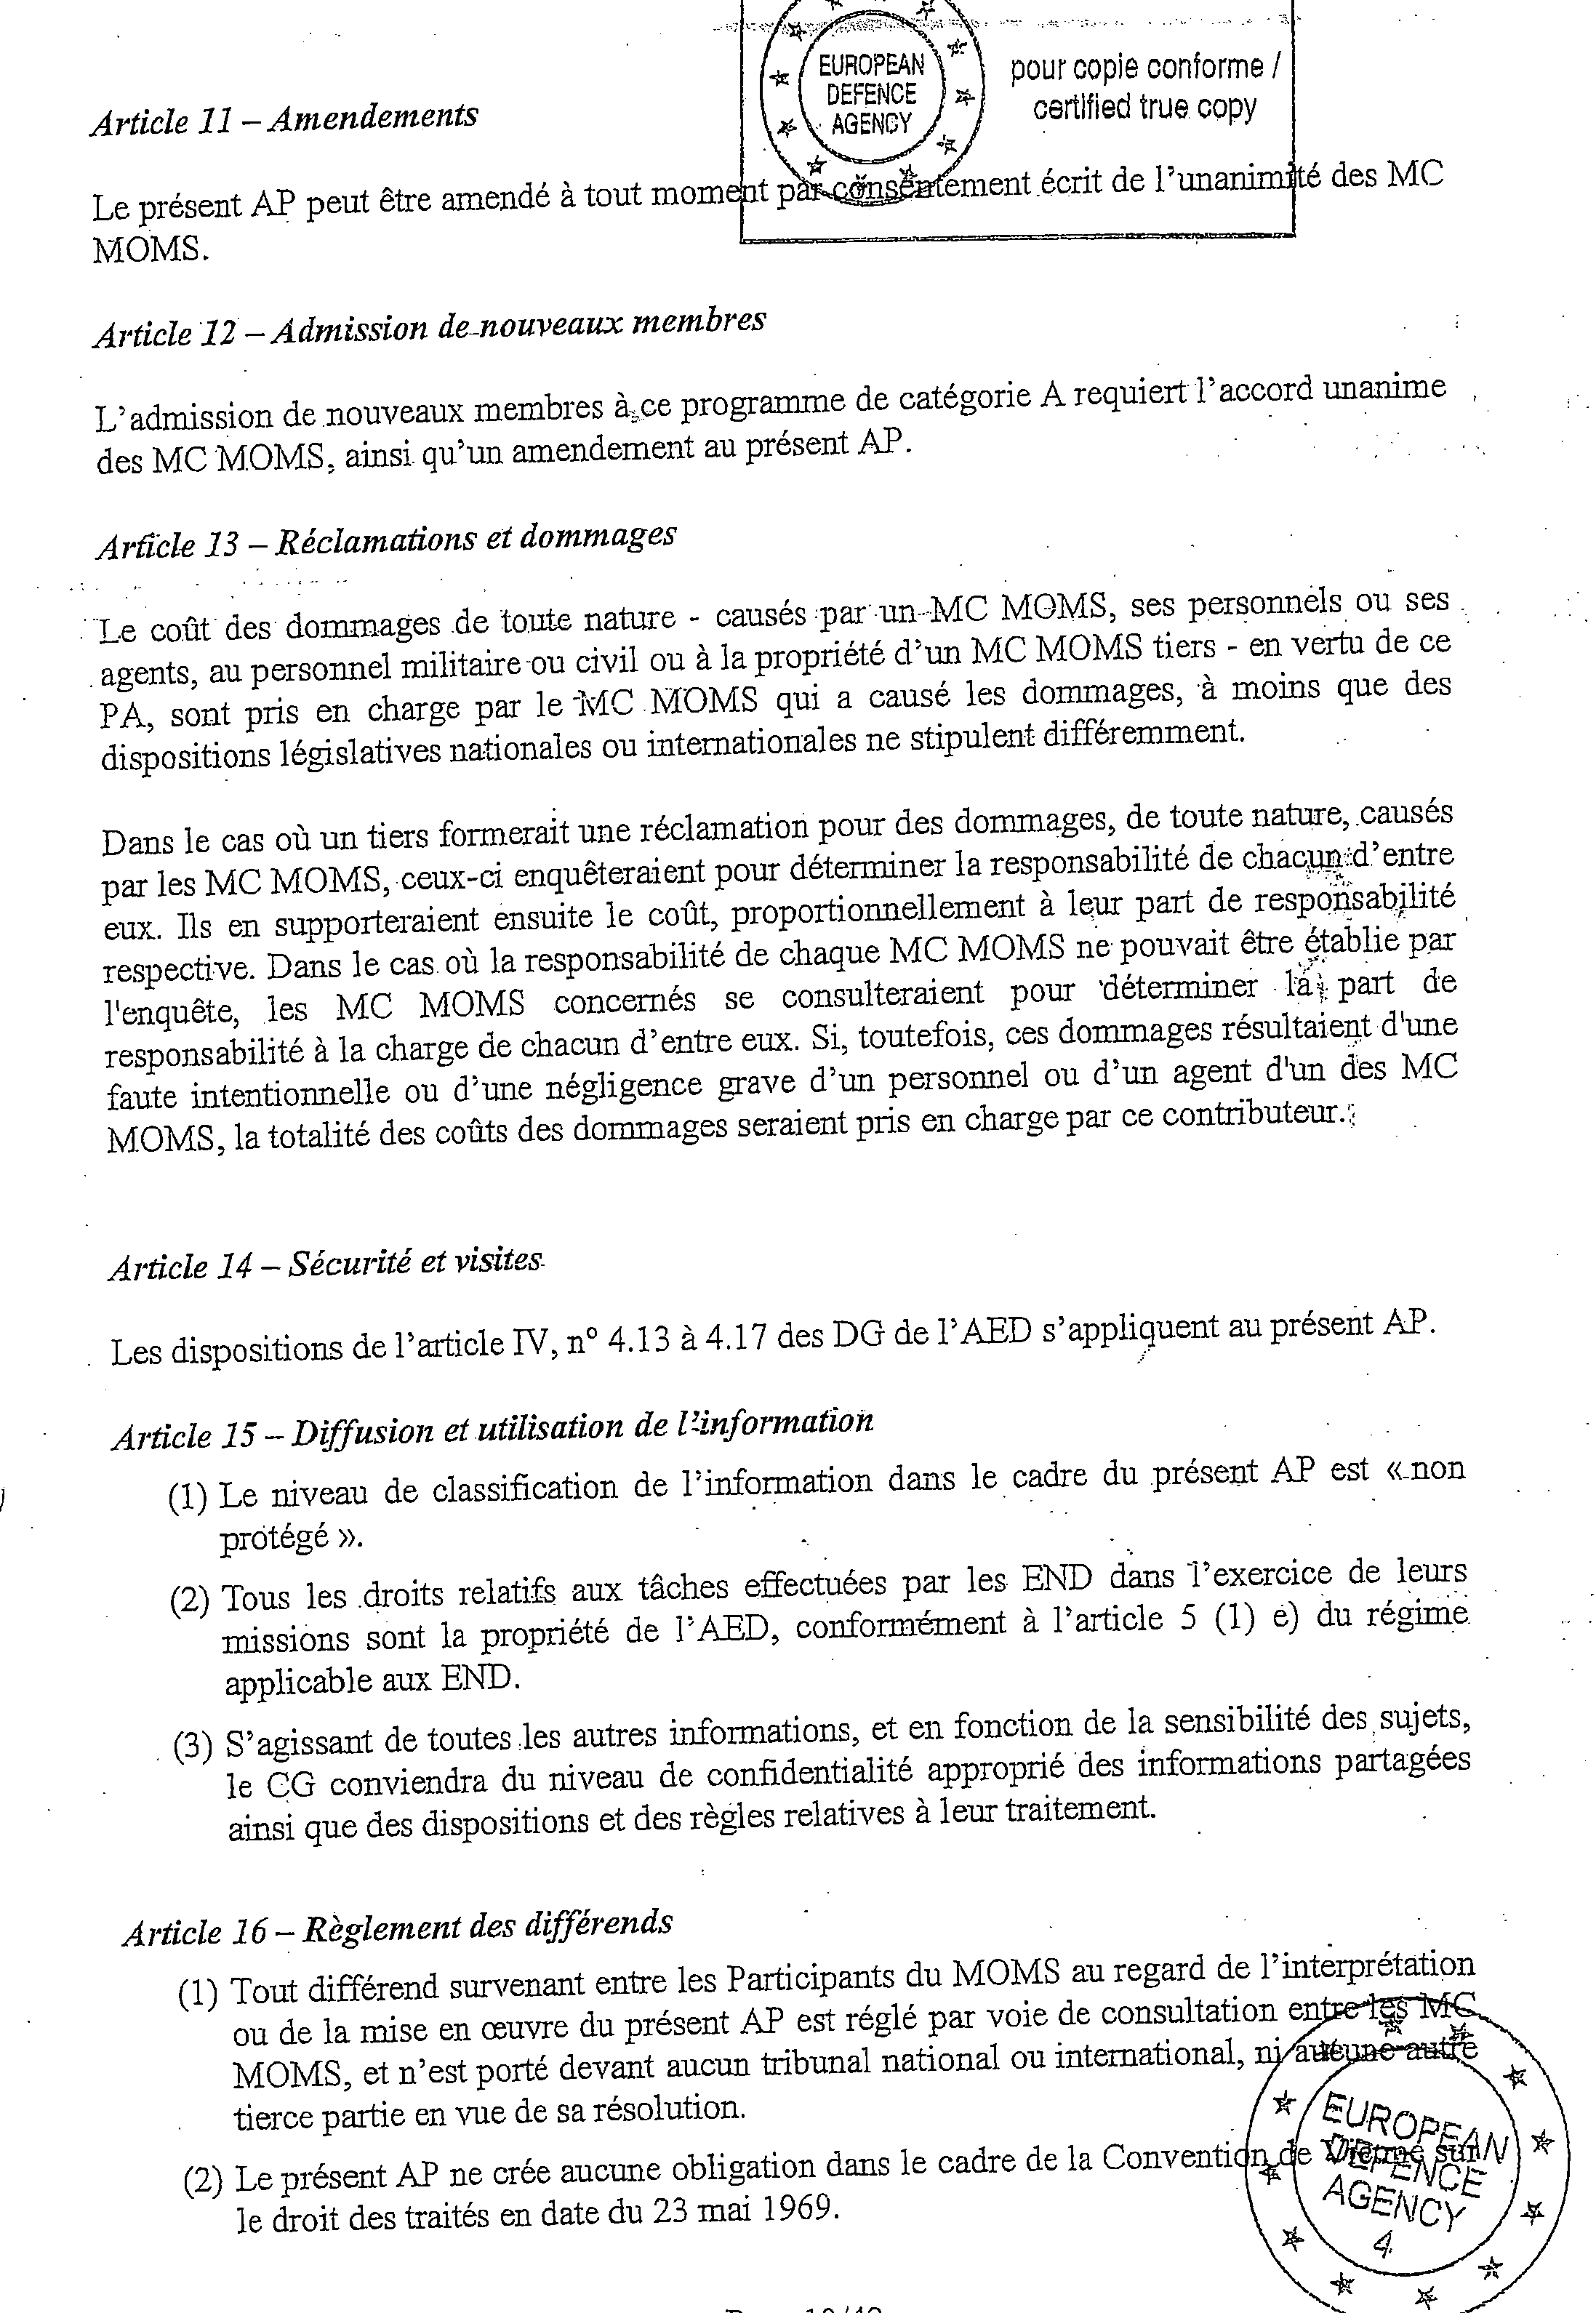 EUROPEAN
DEFENCE
AGENCY
pour copie conforme /
certified true copy
Article 11 – Amendements
Le présent AP peut être amendé à tout moment par consentement écrit de l’unanimité des MC
MOMS.
Article 12 – Admission de nouveaux membres
L’admission de nouveaux membres à ce programme de catégorie A requiert l’accord unanime
des MC MOMS, ainsi qu’un amendement au présent AP.
Article 13 – Réclamations et dommages
Le coût des dommages de toute nature - causés par un MC MOMS, ses personnels ou ses
agents, au personnel militaire ou civil ou à la propriété d’un MC MOMS tiers - en vertu de ce
PA, sont pris en charge par le MC MOMS qui a causé les dommages, à moins que des
dispositions législatives nationales ou internationales ne stipulent différemment.
Dans le cas où un tiers formerait une réclamation pour des dommages, de toute nature, causés
par les MC MOMS, ceux-ci enquêteraient pour déterminer la responsabilité de chacun d’entre
eux. Ils en supporteraient ensuite le coût, proportionnellement à leur part de responsabilité
respective. Dans le cas où la responsabilité de chaque MC MOMS ne pouvait être établie par
l'enquête, les MC MOMS concernés se consulteraient pour déterminer la part de
responsabilité à la charge de chacun d’entre eux. Si, toutefois, ces dommages résultaient d'une
faute intentionnelle ou d’une négligence grave d’un personnel ou d’un agent d'un des MC
MOMS, la totalité des coûts des dommages seraient pris en charge par ce contributeur.
Article 14 – Sécurité et visites
Les dispositions de l’article IV, n° 4.13 à 4.17 des DG de l’AED s’appliquent au présent AP.
Article 15 – Diffusion et utilisation de l’information
(1) Le niveau de classification de l’information dans le cadre du présent AP est « non
protégé ».
(2) Tous les droits relatifs aux tâches effectuées par les END dans l’exercice de leurs
missions sont la propriété de l’AED, conformément à l’article 5 (1) e) du régime
applicable aux END.
(3) S’agissant de toutes les autres informations, et en fonction de la sensibilité des sujets,
le CG conviendra du niveau de confidentialité approprié des informations partagées
ainsi que des dispositions et des règles relatives à leur traitement.
Article 16 – Règlement des différends
(1) Tout différend survenant entre les Participants du MOMS au regard de l’interprétation
ou de la mise en œuvre du présent AP est réglé par voie de consultation entre les MC
MOMS, et n’est porté devant aucun tribunal national ou international, ni aucune autre
tierce partie en vue de sa résolution.
(2) Le présent AP ne crée aucune obligation dans le cadre de la Convention de Vienne sur
le droit des traités en date du 23 mai 1969.
EUROPEAN
DEFENCE
AGENCY
4